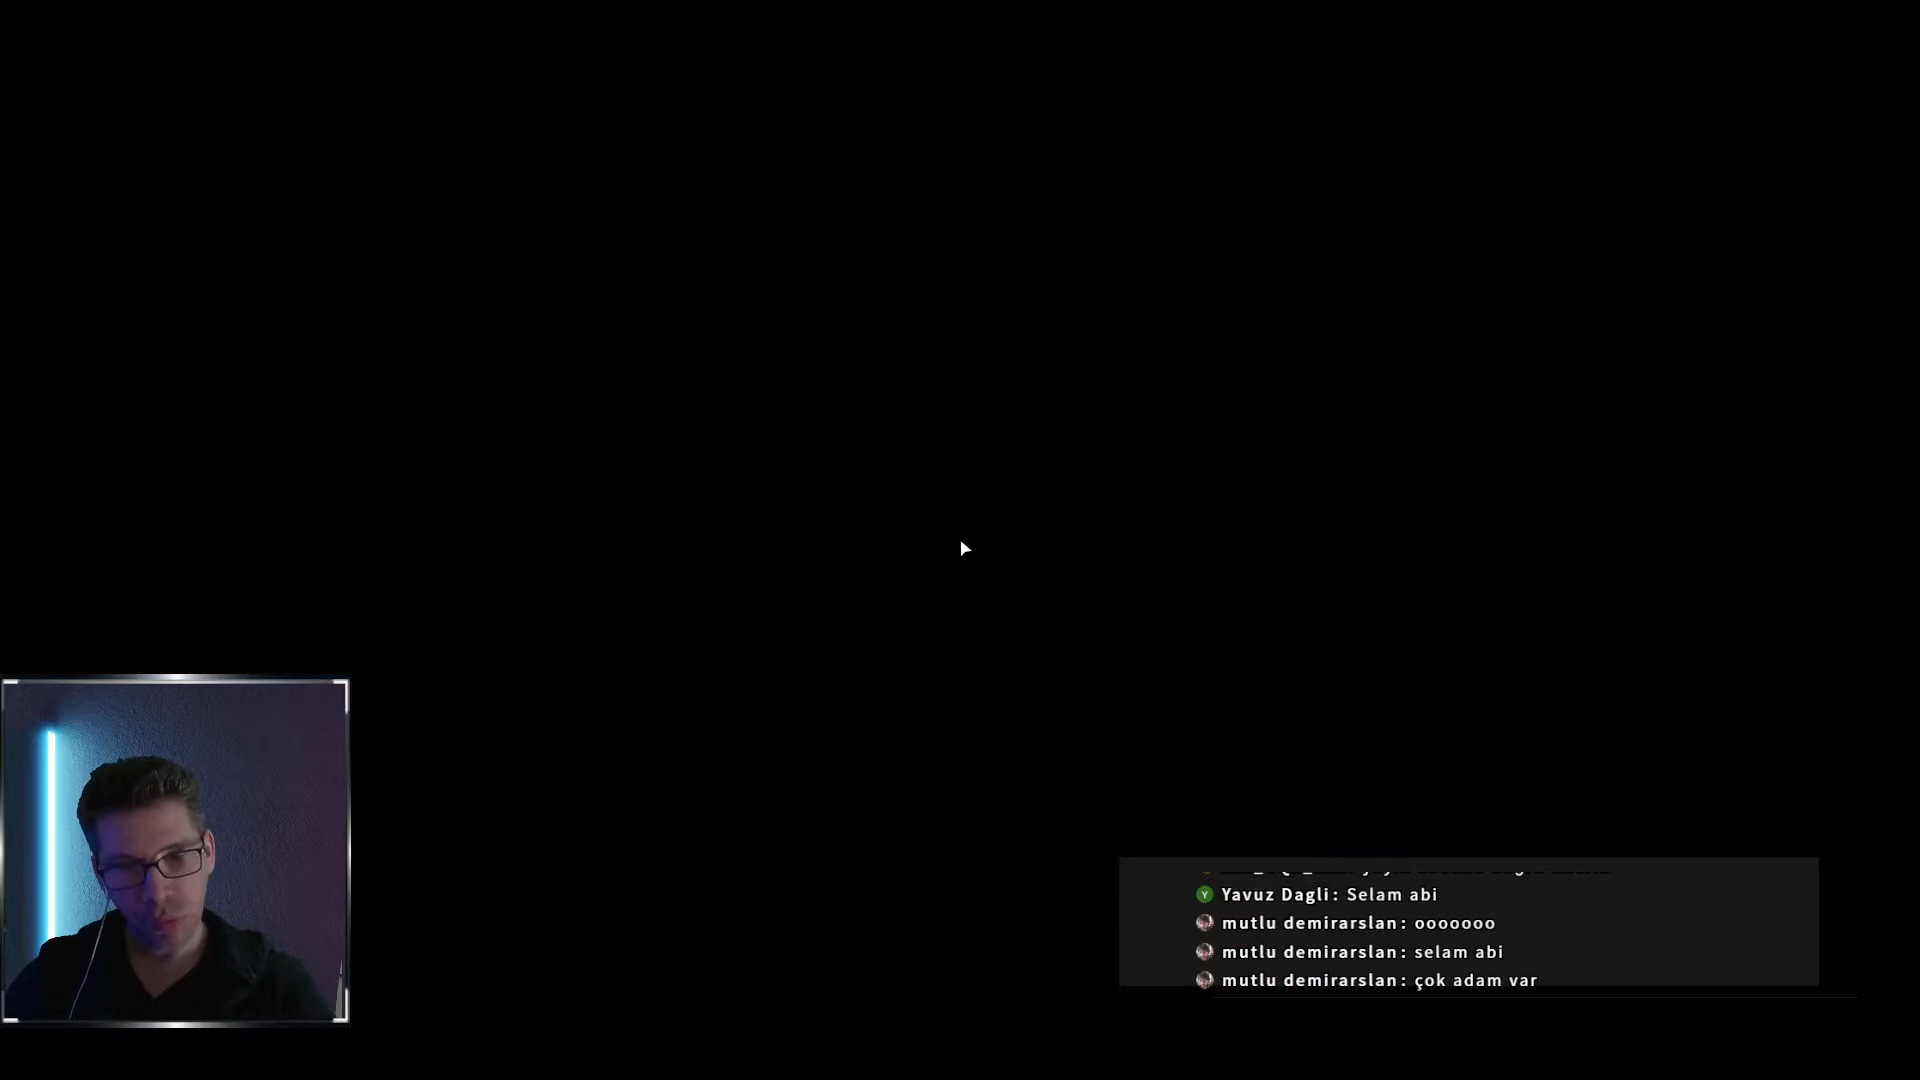 Y Yavuz Dagli: Selam abi
mutlu demirarslan: ooooooo
mutlu demirarslan: selam abi
mutlu demirarslan: çok adam var